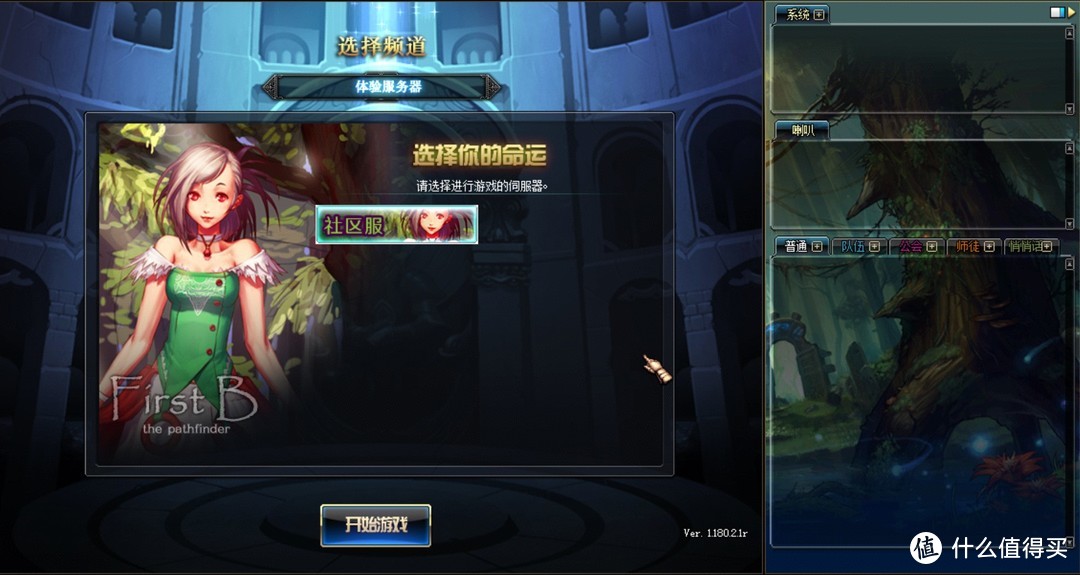 选择频道
体验服务器
选择你的命运
请选择进行游戏的伺服器。
社区服
First B
the pathfinder
开始游戏
Ver. 1.180.2.1r
系统
喇叭
普通 队伍 公会 师徒 悄悄话
值 什么值得买